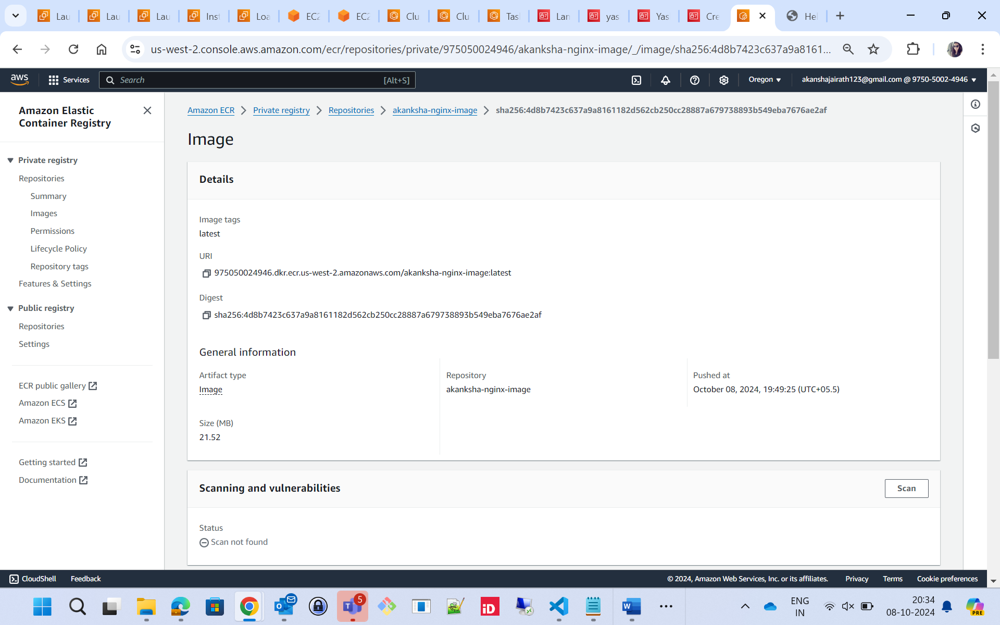 Lau
Lau
Lau
Inst
Loa
EC2
EC2
Clu
Clu
Tas
Lan
yas
Yas
Cre
Hel
us-west-2.console.aws.amazon.com/ecr/repositories/private/975050024946/akanksha-nginx-image/_/image/sha256:4d8b7423c637a9a8161...
aws
Services
Search
[Alt+S]
Oregon
akanshajairath123@gmail.com @ 9750-5002-4946
Amazon Elastic
Container Registry
Private registry
Repositories
Summary
Images
Permissions
Lifecycle Policy
Repository tags
Features & Settings
Public registry
Repositories
Settings
ECR public gallery
Amazon ECS
Amazon EKS
Getting started
Documentation
Amazon ECR
Private registry
Repositories
akanksha-nginx-image
sha256:4d8b7423c637a9a8161182d562cb250cc28887a679738893b549eba7676ae2af
Image
Details
Image tags
latest
URI
975050024946.dkr.ecr.us-west-2.amazonaws.com/akanksha-nginx-image:latest
Digest
sha256:4d8b7423c637a9a8161182d562cb250cc28887a679738893b549eba7676ae2af
General information
Artifact type
Image
Repository
akanksha-nginx-image
Pushed at
October 08, 2024, 19:49:25 (UTC+05.5)
Size (MB)
21.52
Scanning and vulnerabilities
Scan
Status
Scan not found
CloudShell
Feedback
© 2024, Amazon Web Services, Inc. or its affiliates.
Privacy
Terms
Cookie preferences
5
iD
ENG
IN
20:34
08-10-2024
PRE